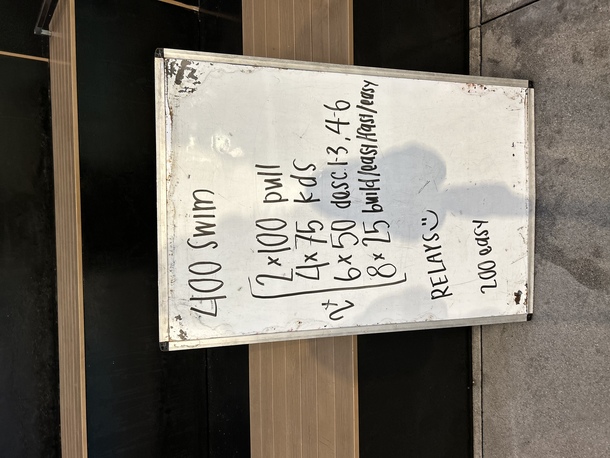 400 swim
2x100 pull
4x75 kds
2x
6x50 desc 1-3, 4-6
8x25 build/easy/fast/easy
RELAYS:)
200 easy